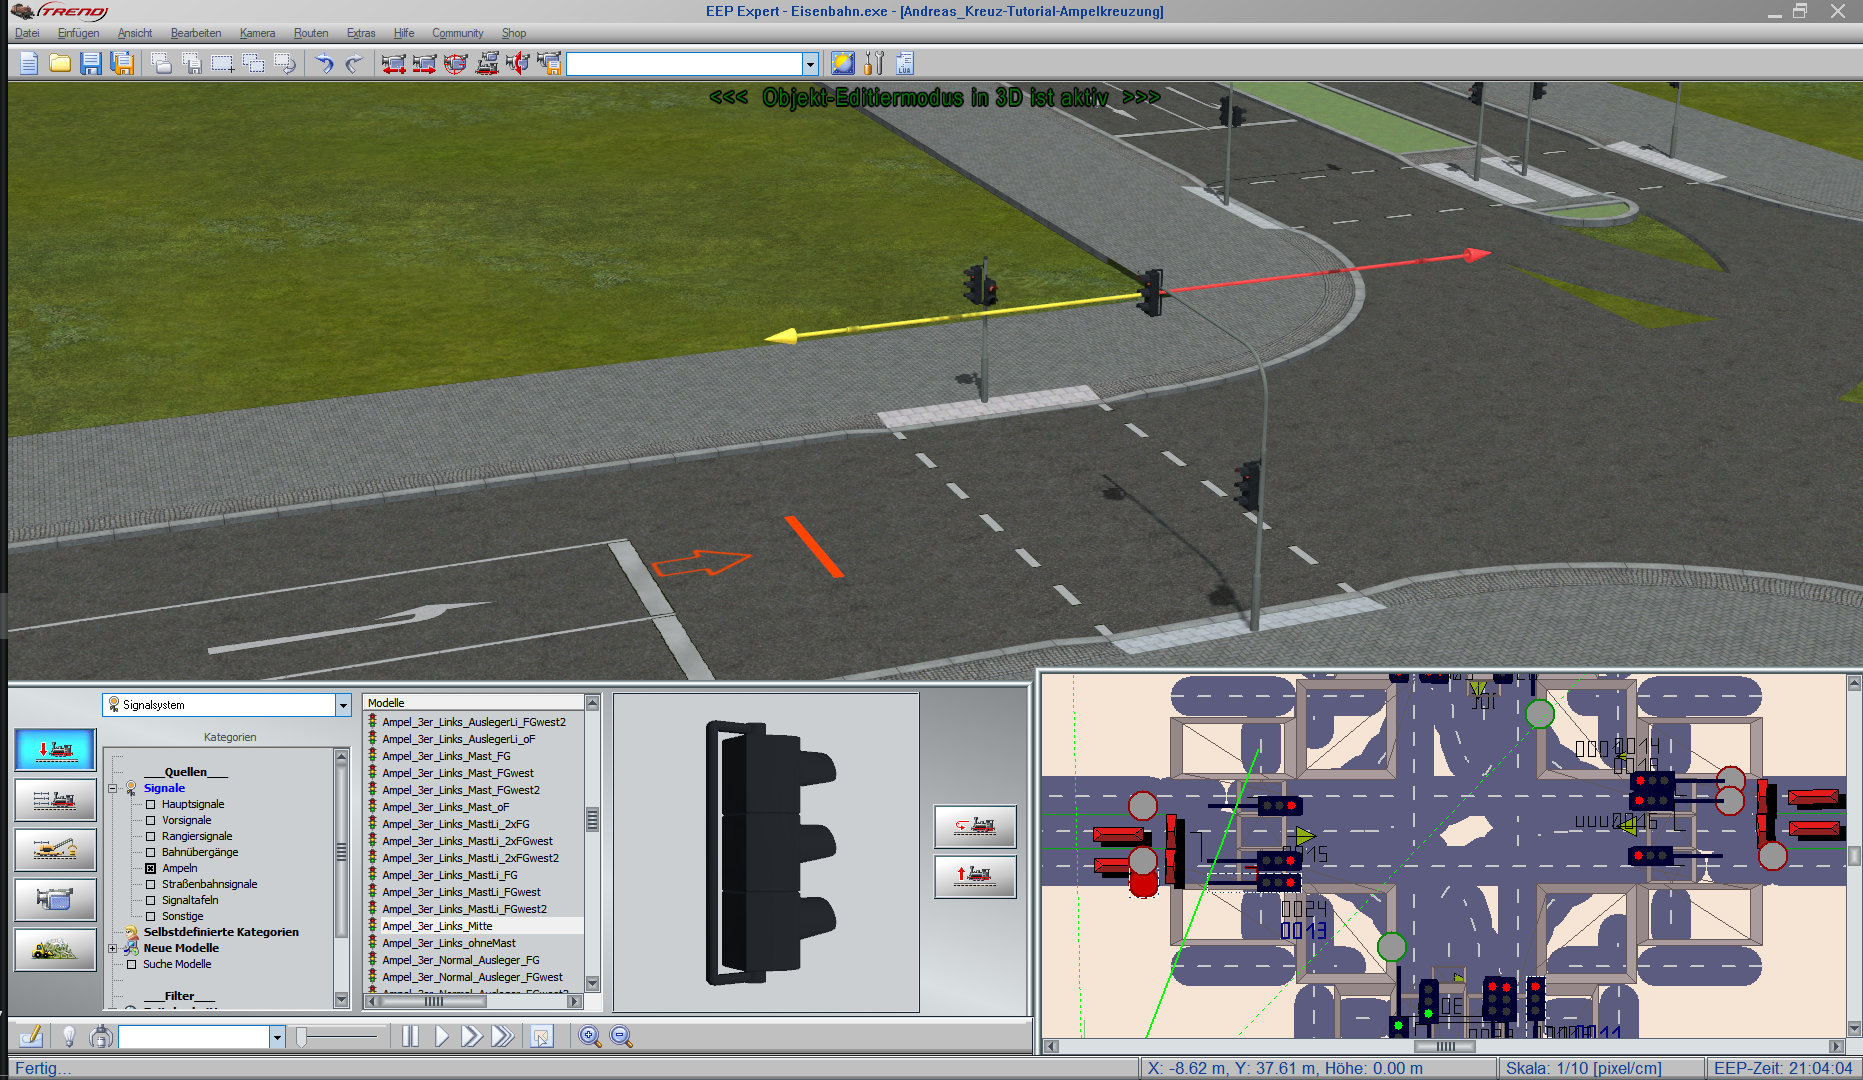 TREND
EEP Expert - Eisenbahn.exe - [Andreas_Kreuz-Tutorial-Ampelkreuzung]
Datei Einfügen Ansicht Bearbeiten Kamera Routen Extras Hilfe Community Shop
LUA
<<< Objekt-Editiermodus in 3D ist aktiv >>>
Signalsystem
Kategorien
___Quellen___
Signale
Hauptsignale
Vorsignale
Rangiersignale
Bahnübergänge
Ampeln
Straßenbahnsignale
Signaltafeln
Sonstige
Selbstdefinierte Kategorien
Neue Modelle
Suche Modelle
___Filter___
Modelle
Ampel_3er_Links_AuslegerLi_FGwest2
Ampel_3er_Links_AuslegerLi_oF
Ampel_3er_Links_Mast_FG
Ampel_3er_Links_Mast_FGwest
Ampel_3er_Links_Mast_FGwest2
Ampel_3er_Links_Mast_oF
Ampel_3er_Links_MastLi_2xFG
Ampel_3er_Links_MastLi_2xFGwest
Ampel_3er_Links_MastLi_2xFGwest2
Ampel_3er_Links_MastLi_FG
Ampel_3er_Links_MastLi_FGwest
Ampel_3er_Links_MastLi_FGwest2
Ampel_3er_Links_Mitte
Ampel_3er_Links_ohneMast
Ampel_3er_Normal_Ausleger_FG
Ampel_3er_Normal_Ausleger_FGwest
0014
15
0024
0013
Fertig...
X: -8.62 m, Y: 37.61 m, Höhe: 0.00 m
Skala: 1/10 [pixel/cm]
EEP-Zeit: 21:04:04